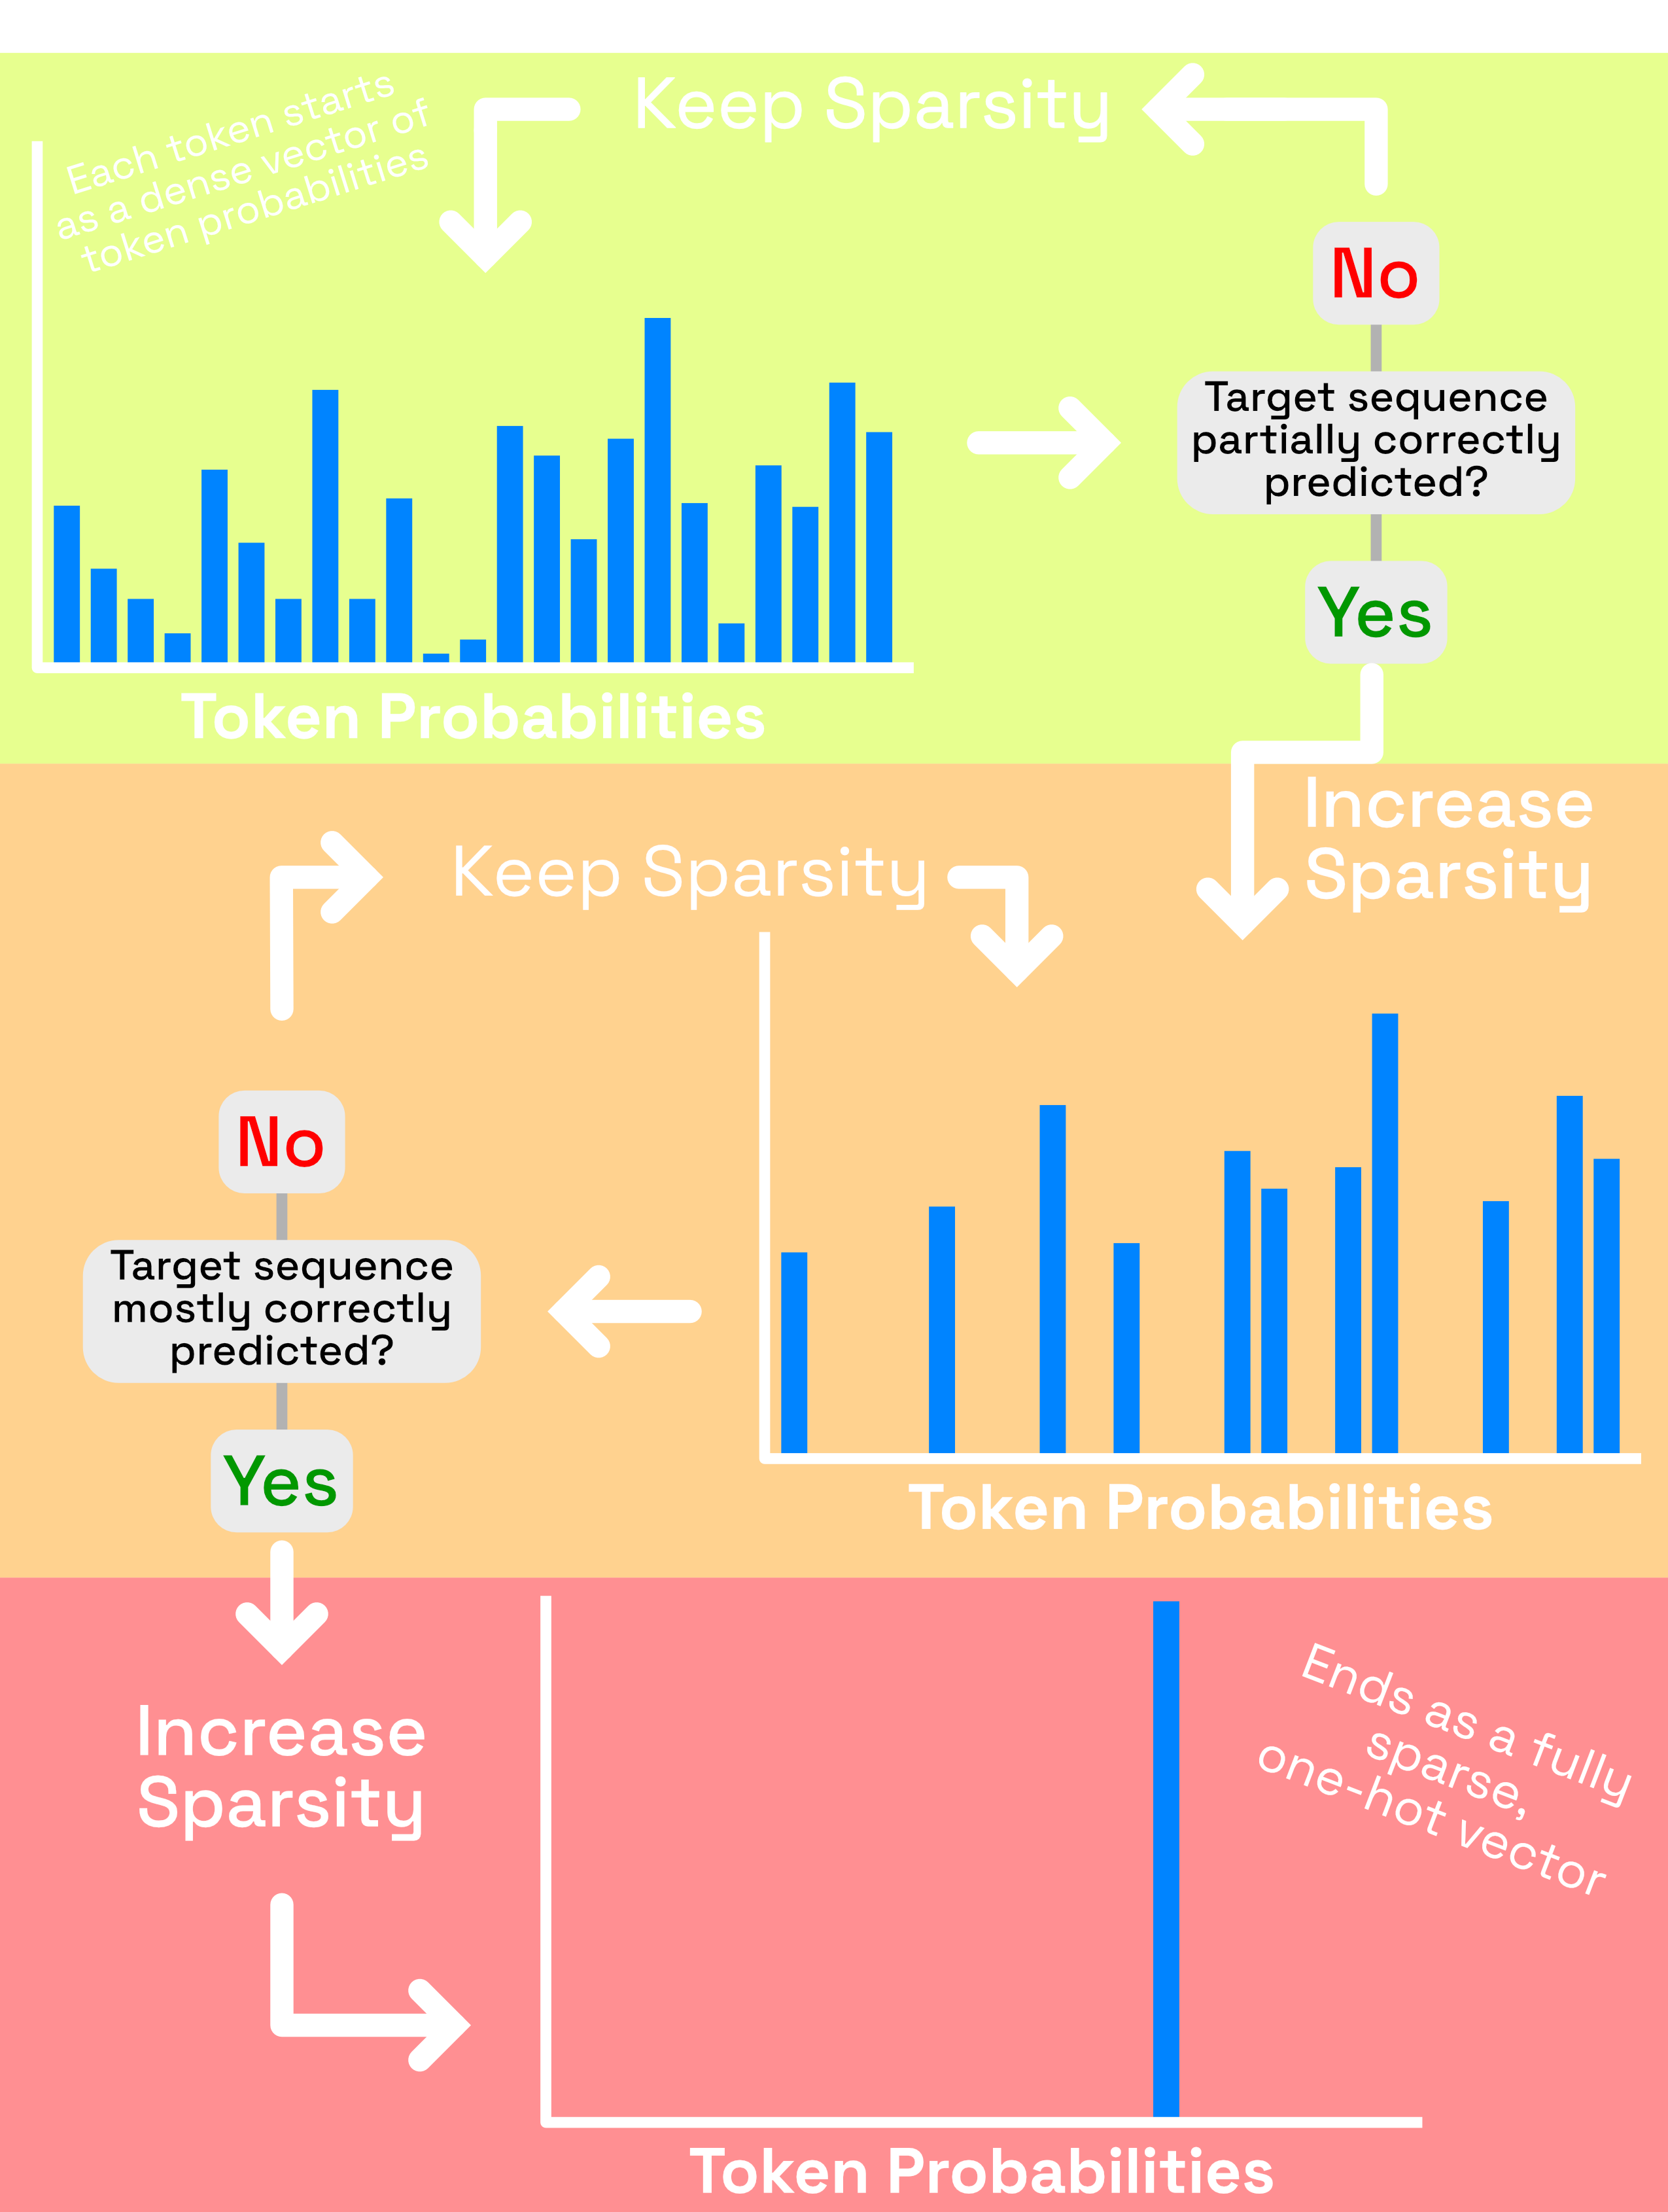 Each token starts
as a dense vector of
token probabilities
Keep Sparsity
No
Target sequence
partially correctly
predicted?
Yes
Token Probabilities
Increase
Sparsity
Keep Sparsity
No
Target sequence
mostly correctly
predicted?
Yes
Token Probabilities
Increase
Sparsity
Ends as a fully
sparse,
one-hot vector
Token Probabilities